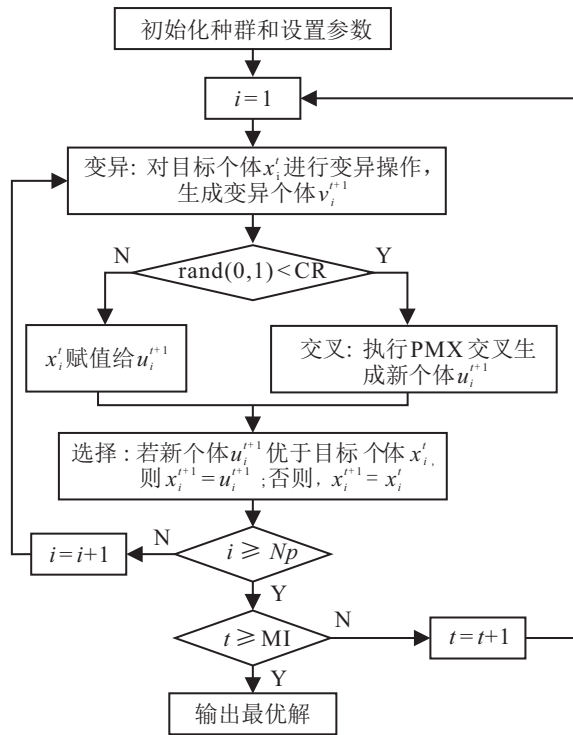 初始化种群和设置参数
i=1
变异: 对目标个体x_i^t进行变异操作，
生成变异个体v_i^{t+1}
N
Y
rand(0,1)<CR
x_i^t赋值给u_i^{t+1}
交叉: 执行PMX交叉生
成新个体u_i^{t+1}
选择: 若新个体u_i^{t+1}优于目标个体x_i^t,
则x_i^{t+1}=u_i^{t+1};否则, x_i^{t+1}=x_i^t
i=i+1
N
i≥Np
Y
t≥MI
N
t=t+1
Y
输出最优解